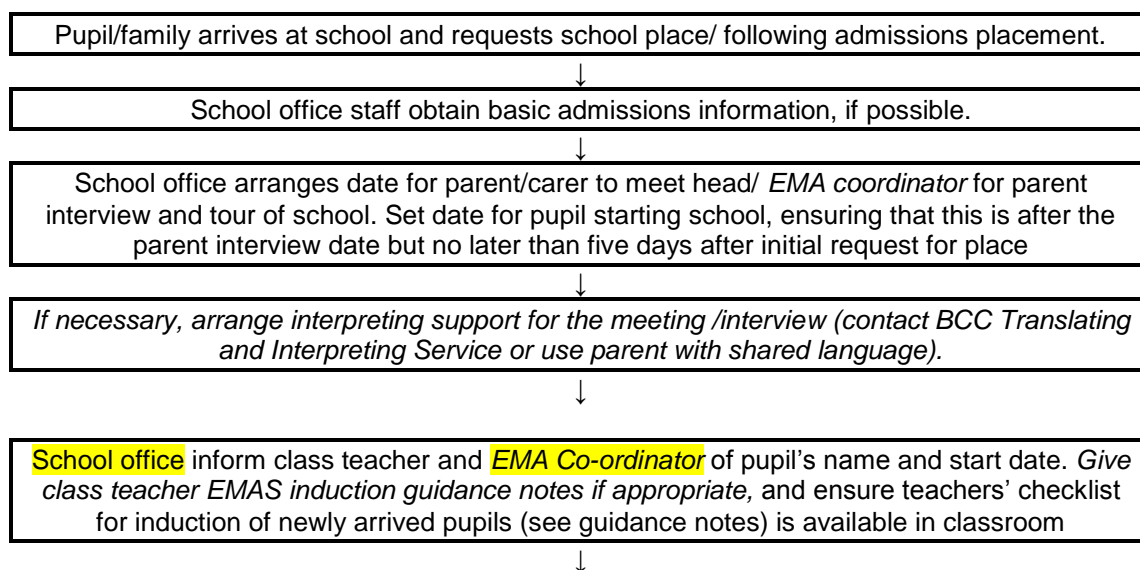 Pupil/family arrives at school and requests school place/ following admissions placement.
↓
School office staff obtain basic admissions information, if possible.
↓
School office arranges date for parent/carer to meet head/ EMA coordinator for parent
interview and tour of school. Set date for pupil starting school, ensuring that this is after the
parent interview date but no later than five days after initial request for place
↓
If necessary, arrange interpreting support for the meeting /interview (contact BCC Translating
and Interpreting Service or use parent with shared language).
↓
School office inform class teacher and EMA Co-ordinator of pupil’s name and start date. Give
class teacher EMAS induction guidance notes if appropriate, and ensure teachers’ checklist
for induction of newly arrived pupils (see guidance notes) is available in classroom
↓